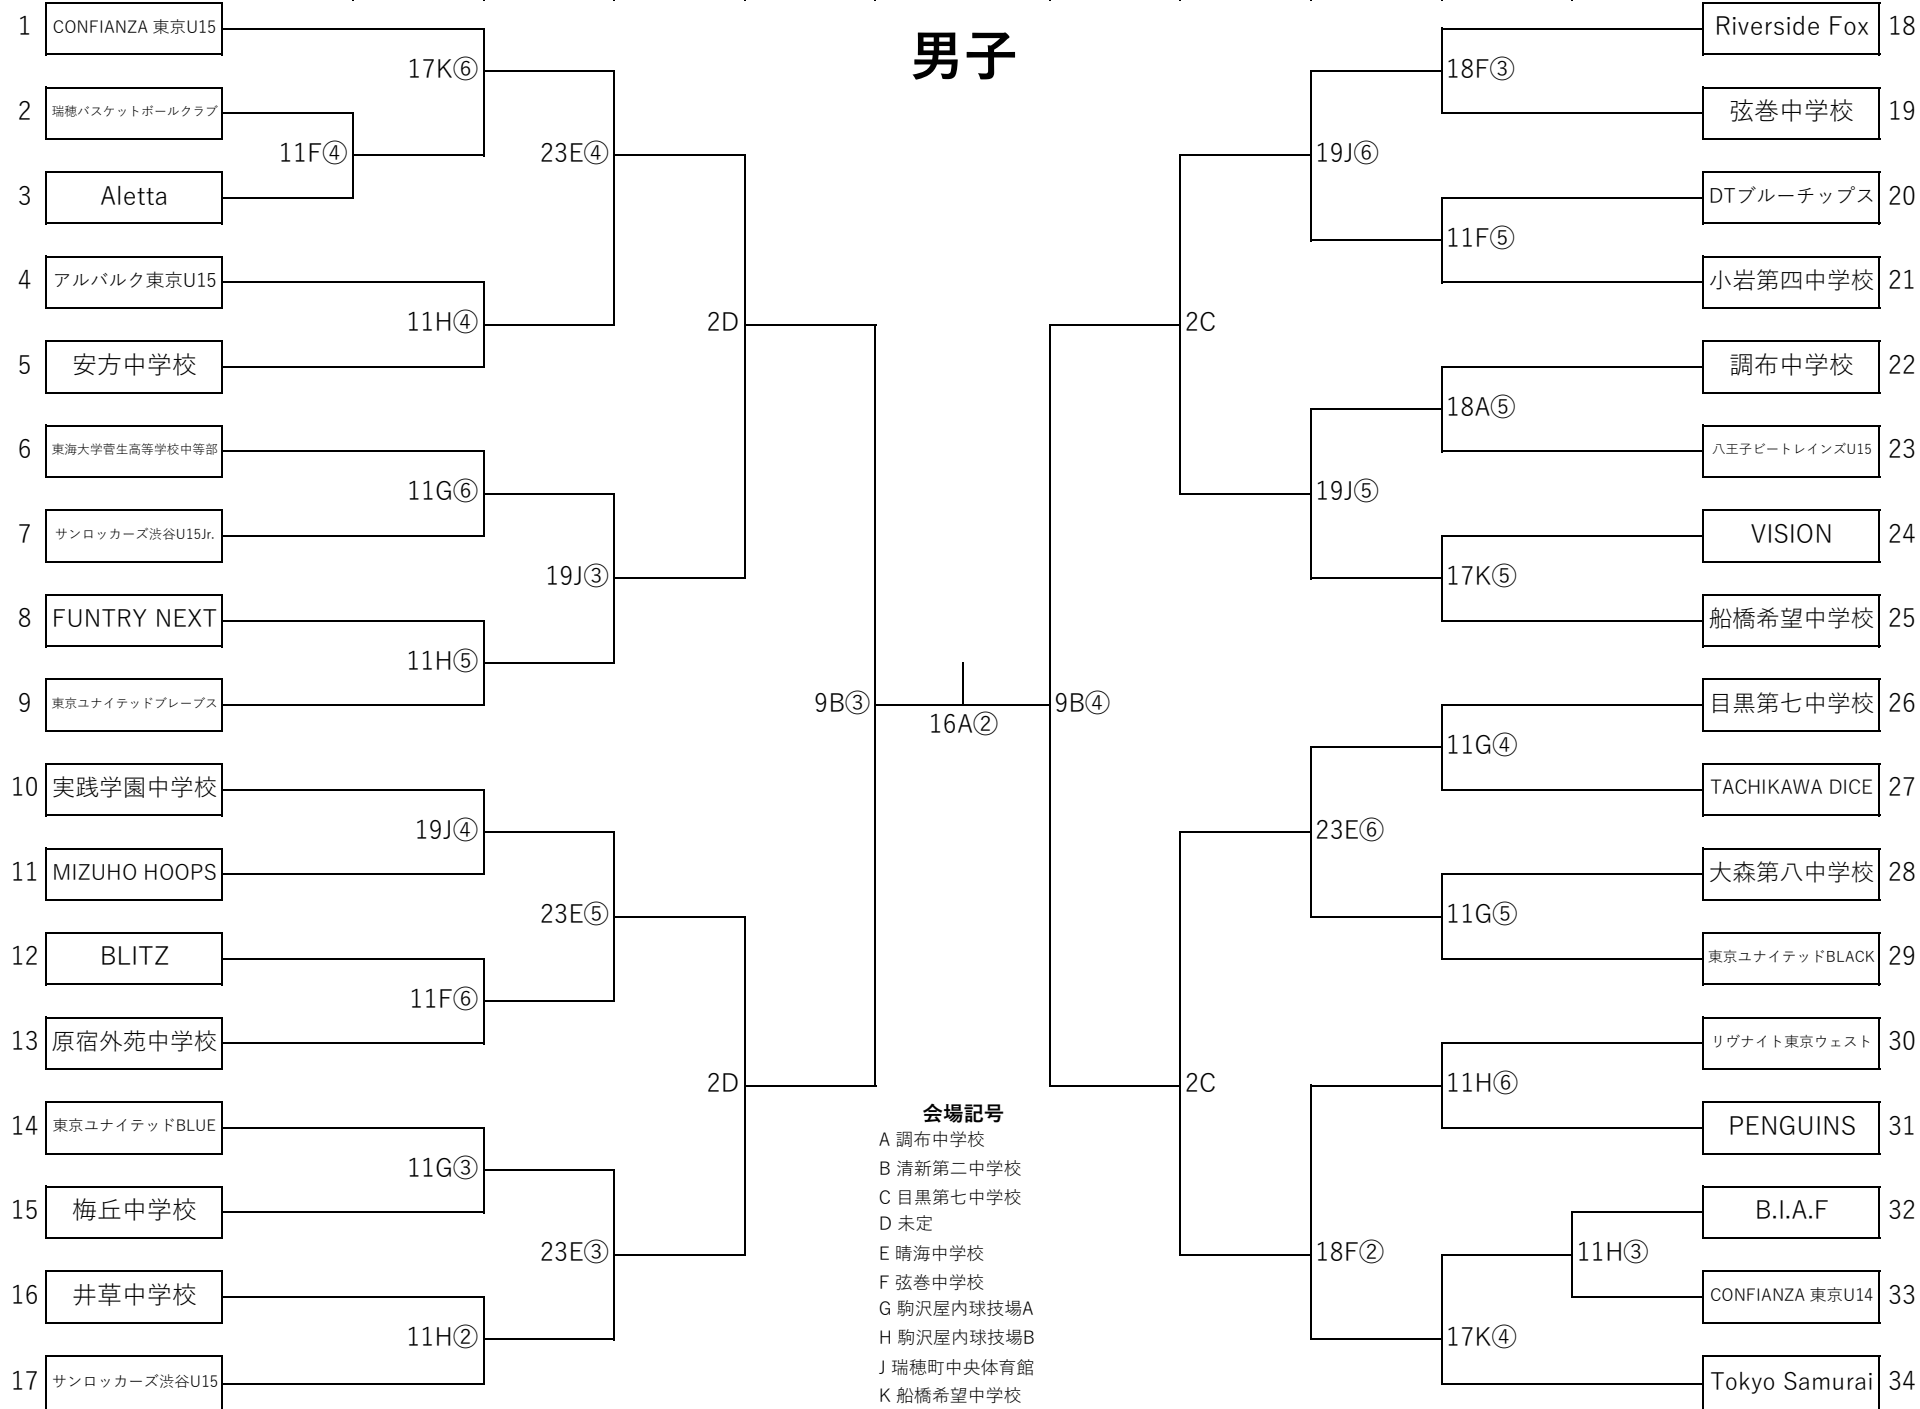 男子
1 CONFIANZA 東京U15
17K⑥
2 瑞穂バスケットボールクラブ
11F④
23E④
3 Aletta
4 アルバルク東京U15
11H④
2D
5 安方中学校
6 東海大学菅生高等学校中等部
11G⑥
7 サンロッカーズ渋谷U15Jr.
19J③
8 FUNTRY NEXT
11H⑤
9 東京ユナイテッドブレーブス
9B③
10 実践学園中学校
19J④
11 MIZUHO HOOPS
23E⑤
12 BLITZ
11F⑥
13 原宿外苑中学校
2D
14 東京ユナイテッドBLUE
11G③
15 梅丘中学校
23E③
16 井草中学校
11H②
17 サンロッカーズ渋谷U15
16A②
Riverside Fox 18
18F③
弦巻中学校 19
19J⑥
DTブルーチップス 20
11F⑤
小岩第四中学校 21
2C
調布中学校 22
18A⑤
八王子ビートレインズU15 23
19J⑤
VISION 24
17K⑤
船橋希望中学校 25
9B④
目黒第七中学校 26
11G④
TACHIKAWA DICE 27
23E⑥
大森第八中学校 28
11G⑤
東京ユナイテッドBLACK 29
リヴナイト東京ウェスト 30
2C
11H⑥
PENGUINS 31
B.I.A.F 32
18F②
11H③
CONFIANZA 東京U14 33
17K④
Tokyo Samurai 34
会場記号
A 調布中学校
B 清新第二中学校
C 目黒第七中学校
D 未定
E 晴海中学校
F 弦巻中学校
G 駒沢屋内球技場A
H 駒沢屋内球技場B
J 瑞穂町中央体育館
K 船橋希望中学校